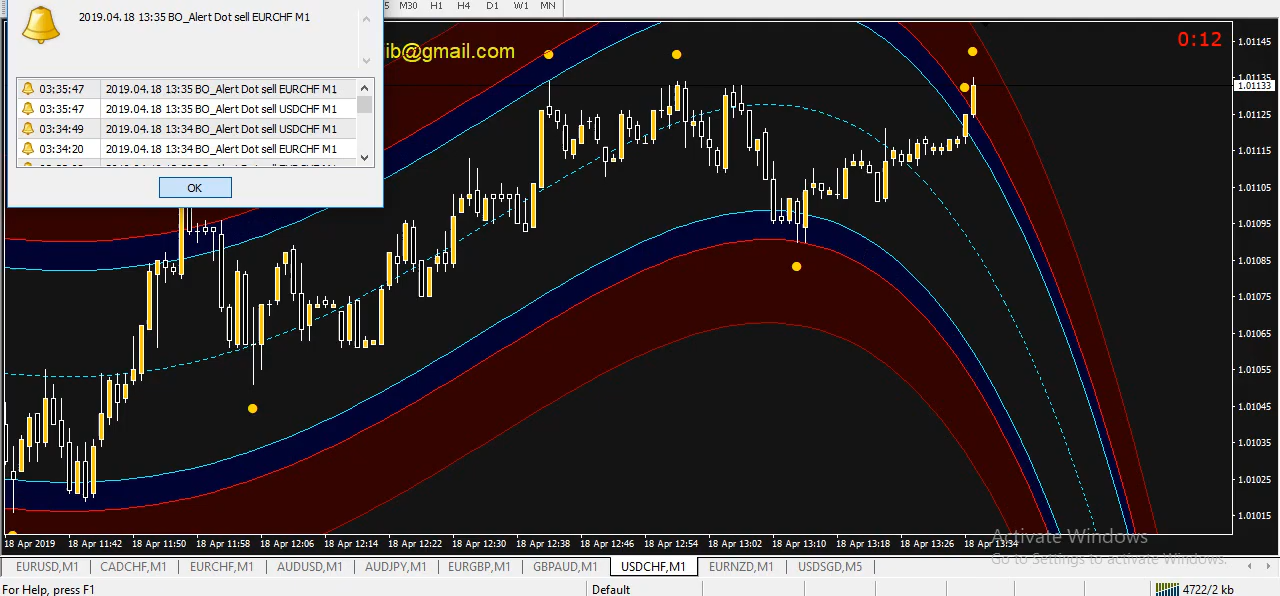 5 M30 H1 H4 D1 W1 MN
2019.04.18 13:35 BO_Alert Dot sell EURCHF M1
0:12
ib@gmail.com
03:35:47 2019.04.18 13:35 BO_Alert Dot sell EURCHF M1
03:35:47 2019.04.18 13:35 BO_Alert Dot sell USDCHF M1
03:34:49 2019.04.18 13:34 BO_Alert Dot sell USDCHF M1
03:34:20 2019.04.18 13:34 BO_Alert Dot sell EURCHF M1
OK
1.01145
1.01135
1.01133
1.01125
1.01115
1.01105
1.01095
1.01085
1.01075
1.01065
1.01055
1.01045
1.01035
1.01025
1.01015
18 Apr 2019 18 Apr 11:42 18 Apr 11:50 18 Apr 11:58 18 Apr 12:06 18 Apr 12:14 18 Apr 12:22 18 Apr 12:30 18 Apr 12:38 18 Apr 12:46 18 Apr 12:54 18 Apr 13:02 18 Apr 13:10 18 Apr 13:18 18 Apr 13:26 18 Apr 13:34
Activate Windows
Go to Settings to activate Windows.
EURUSD,M1 CADCHF,M1 EURCHF,M1 AUDUSD,M1 AUDJPY,M1 EURGBP,M1 GBPAUD,M1 USDCHF,M1 EURNZD,M1 USDSGD,M5
For Help, press F1 Default 4722/2 kb